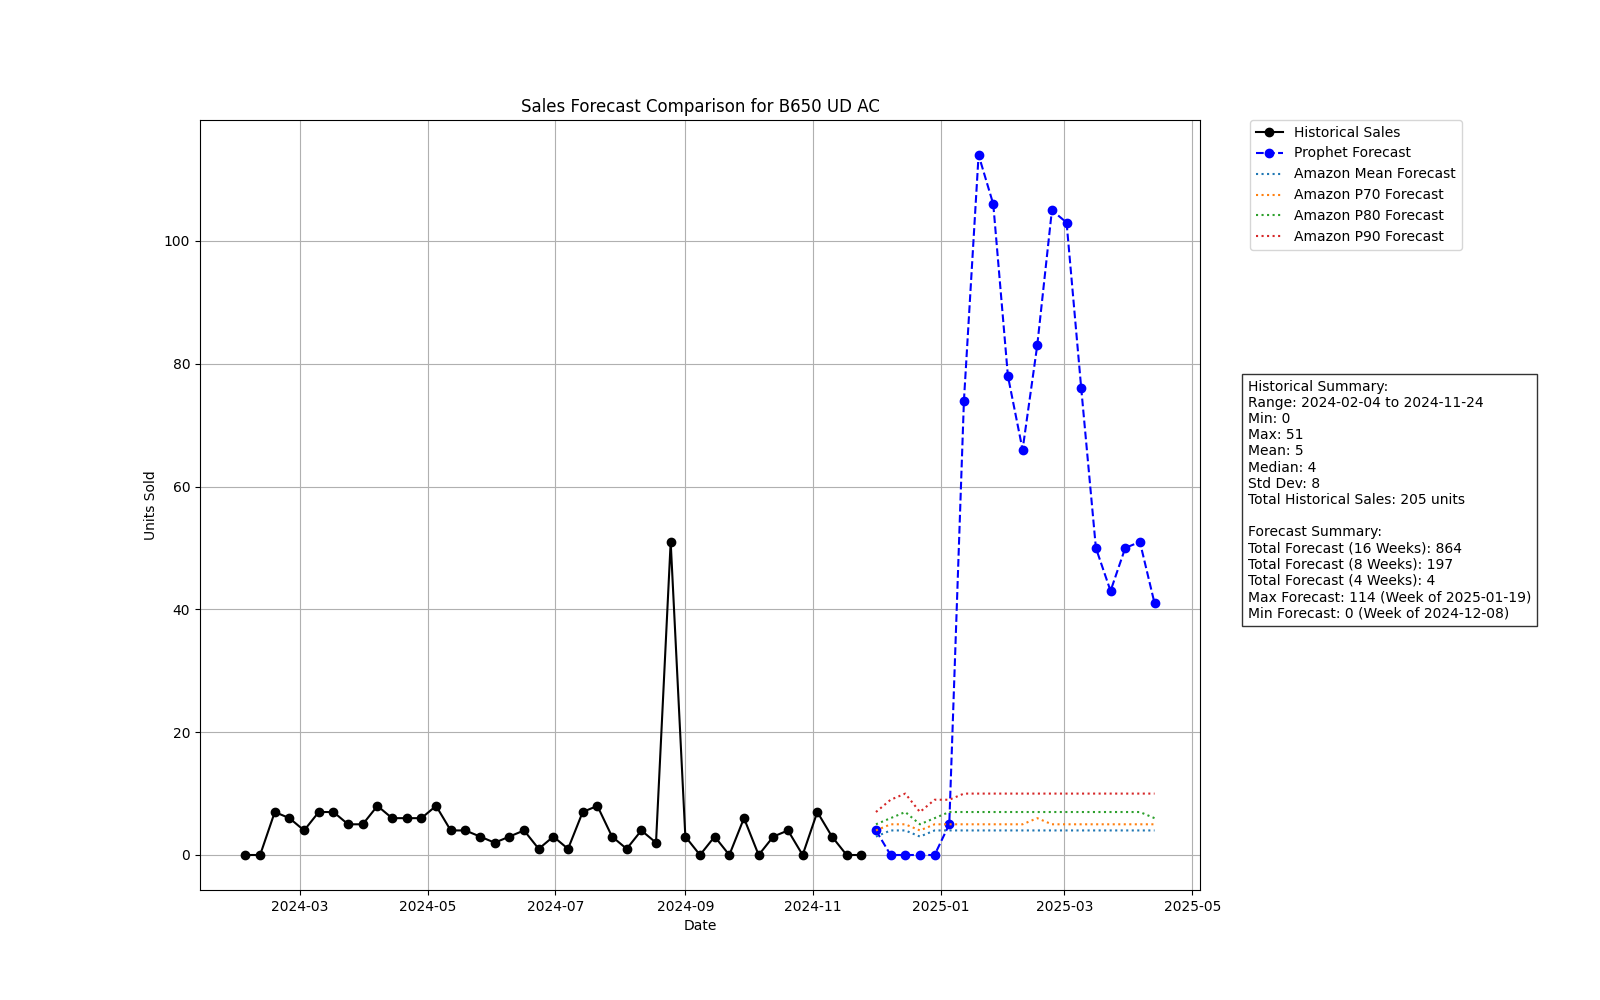 Sales Forecast Comparison for B650 UD AC
Historical Sales
Prophet Forecast
Amazon Mean Forecast
Amazon P70 Forecast
Amazon P80 Forecast
Amazon P90 Forecast
Units Sold
100
80
60
40
20
0
2024-03
2024-05
2024-07
2024-09
2024-11
2025-01
2025-03
2025-05
Date
Historical Summary:
Range: 2024-02-04 to 2024-11-24
Min: 0
Max: 51
Mean: 5
Median: 4
Std Dev: 8
Total Historical Sales: 205 units
Forecast Summary:
Total Forecast (16 Weeks): 864
Total Forecast (8 Weeks): 197
Total Forecast (4 Weeks): 4
Max Forecast: 114 (Week of 2025-01-19)
Min Forecast: 0 (Week of 2024-12-08)